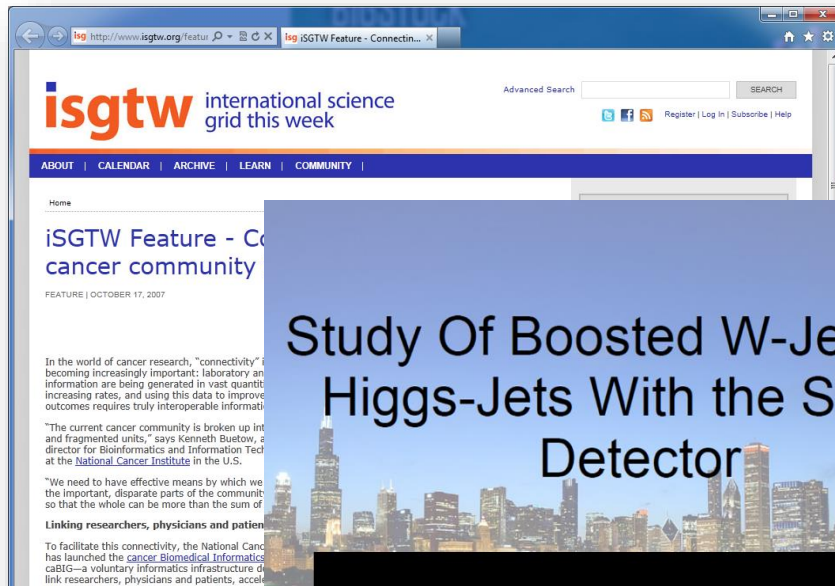 BIOSTOCK
http://www.isgtw.org/featur
isg iSGTW Feature - Connectin...
isgtw international science
grid this week
Advanced Search
SEARCH
Register | Log In | Subscribe | Help
ABOUT | CALENDAR | ARCHIVE | LEARN | COMMUNITY |
Home
iSGTW Feature - Co
cancer community
FEATURE | OCTOBER 17, 2007
In the world of cancer research, "connectivity" i
becoming increasingly important: laboratory an
information are being generated in vast quantit
increasing rates, and using this data to improve
outcomes requires truly interoperable informati
"The current cancer community is broken up int
and fragmented units," says Kenneth Buetow, a
director for Bioinformatics and Information Tech
at the National Cancer Institute in the U.S.
"We need to have effective means by which we
the important, disparate parts of the community
so that the whole can be more than the sum of
Linking researchers, physicians and patien
To facilitate this connectivity, the National Canc
has launched the cancer Biomedical Informatics
caBIG—a voluntary informatics infrastructure de
link researchers, physicians and patients, accele
Study Of Boosted W-Je
Higgs-Jets With the S
Detector